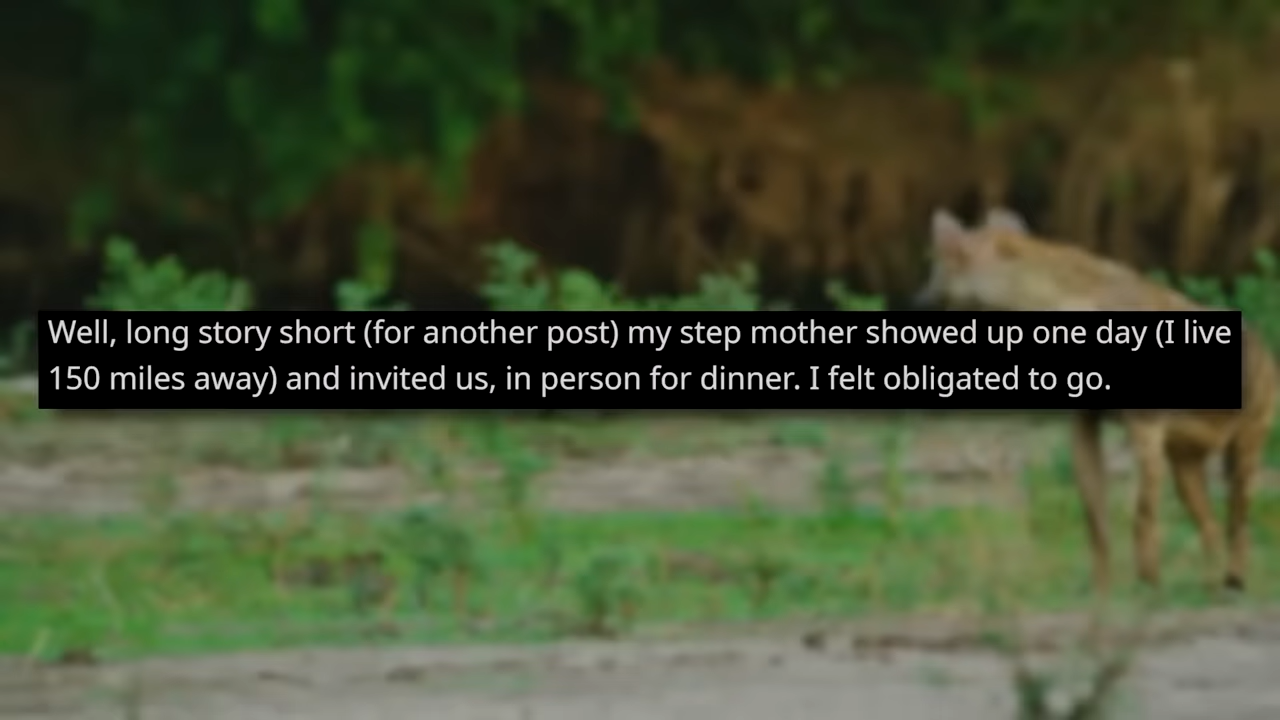 Well, long story short (for another post) my step mother showed up one day (I live
150 miles away) and invited us, in person for dinner. I felt obligated to go.